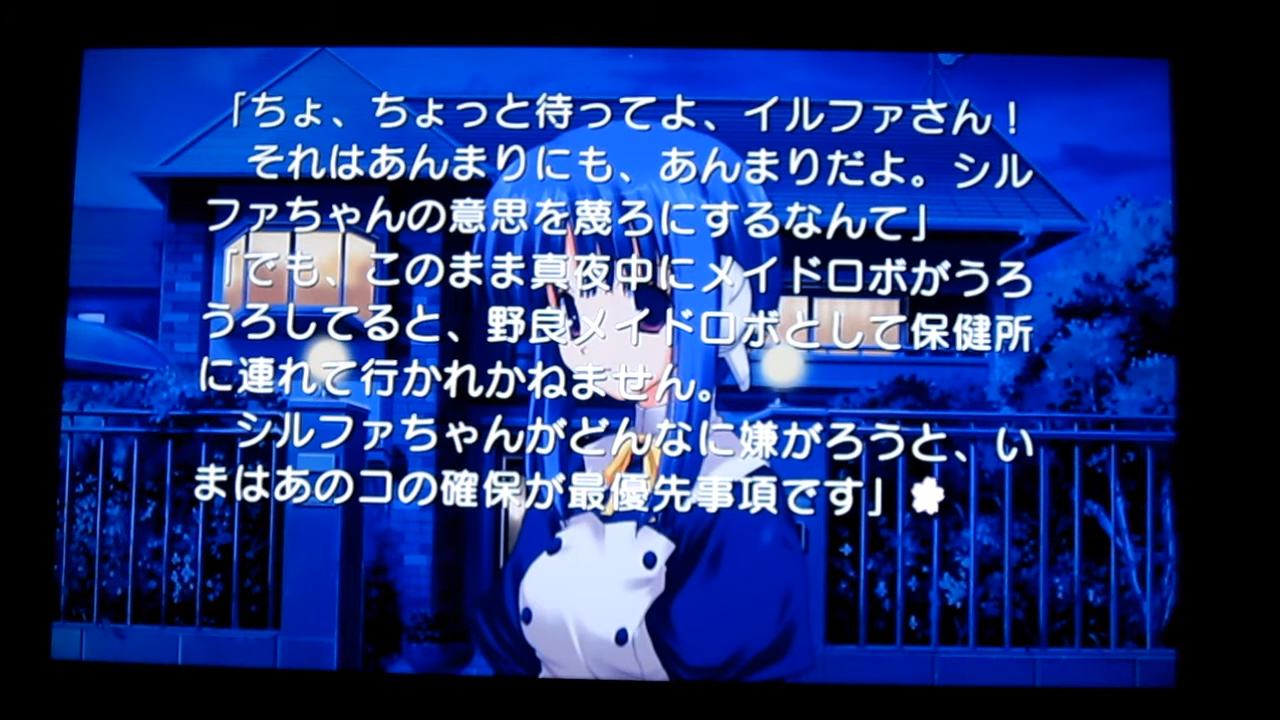 「ちょ、ちょっと待ってよ、イルファさん！
それはあんまりにも、あんまりだよ。シル
ファちゃんの意思を蔑ろにするなんて」
「でも、このまま真夜中にメイドロボがうろ
うろしてると、野良メイドロボとして保健所
に連れて行かれかねません。
シルファちゃんがどんなに嫌がろうと、い
まはあのコの確保が最優先事項です」